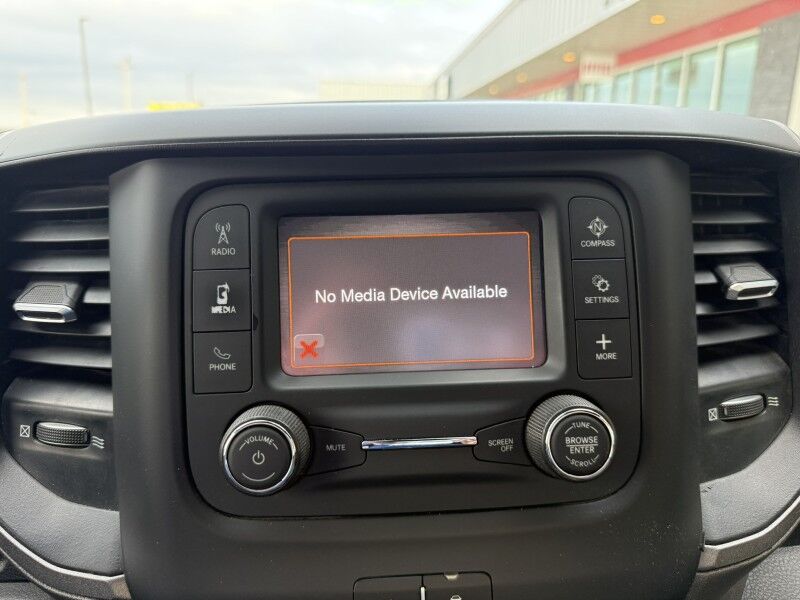 RADIO
MEDIA
PHONE
No Media Device Available
N
COMPASS
SETTINGS
MORE
VOLUME
MUTE
SCREEN
OFF
TUNE
BROWSE
ENTER
SCROLL